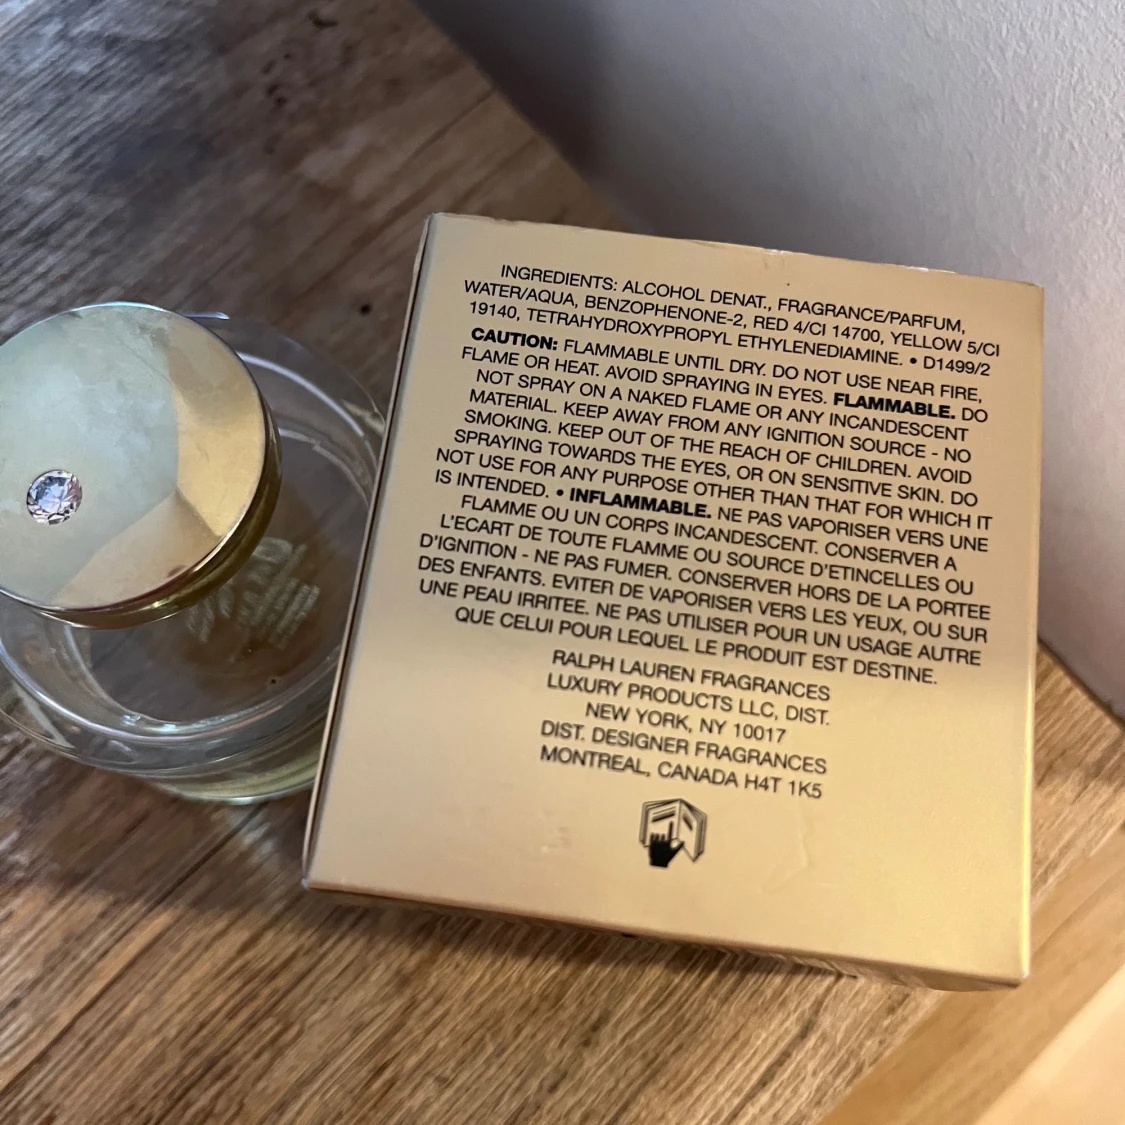 INGREDIENTS: ALCOHOL DENAT., FRAGRANCE/PARFUM,
WATER/AQUA, BENZOPHENONE-2, RED 4/CI 14700, YELLOW 5/CI
19140, TETRAHYDROXYPROPYL ETHYLENEDIAMINE. • D1499/2
CAUTION: FLAMMABLE UNTIL DRY. DO NOT USE NEAR FIRE,
FLAME OR HEAT. AVOID SPRAYING IN EYES. FLAMMABLE. DO
NOT SPRAY ON A NAKED FLAME OR ANY INCANDESCENT
MATERIAL. KEEP AWAY FROM ANY IGNITION SOURCE - NO
SMOKING. KEEP OUT OF THE REACH OF CHILDREN. AVOID
SPRAYING TOWARDS THE EYES, OR ON SENSITIVE SKIN. DO
NOT USE FOR ANY PURPOSE OTHER THAN THAT FOR WHICH IT
IS INTENDED. • INFLAMMABLE. NE PAS VAPORISER VERS UNE
FLAMME OU UN CORPS INCANDESCENT. CONSERVER A
L'ECART DE TOUTE FLAMME OU SOURCE D'ETINCELLES OU
D'IGNITION - NE PAS FUMER. CONSERVER HORS DE LA PORTEE
DES ENFANTS. EVITER DE VAPORISER VERS LES YEUX, OU SUR
UNE PEAU IRRITEE. NE PAS UTILISER POUR UN USAGE AUTRE
QUE CELUI POUR LEQUEL LE PRODUIT EST DESTINE.
RALPH LAUREN FRAGRANCES
LUXURY PRODUCTS LLC, DIST.
NEW YORK, NY 10017
DIST. DESIGNER FRAGRANCES
MONTREAL, CANADA H4T 1K5